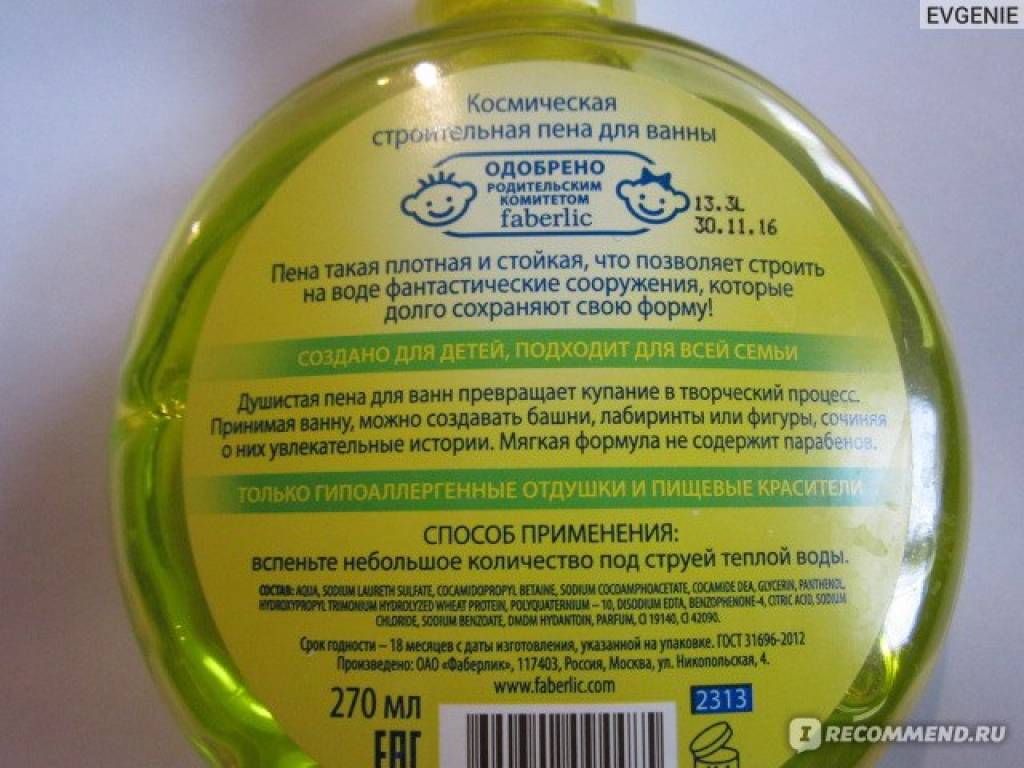 EVGENIE
Космическая
строительная пена для ванны
ОДОБРЕНО
РОДИТЕЛЬСКИМ
КОМИТЕТОМ
faberlic
13.3L
30.11.16
Пена такая плотная и стойкая, что позволяет строить
на воде фантастические сооружения, которые
долго сохраняют свою форму!
СОЗДАНО ДЛЯ ДЕТЕЙ, ПОДХОДИТ ДЛЯ ВСЕЙ СЕМЬИ
Душистая пена для ванн превращает купание в творческий процесс.
Принимая ванну, можно создавать башни, лабиринты или фигуры, сочиняя
о них увлекательные истории. Мягкая формула не содержит парабенов.
ТОЛЬКО ГИПОАЛЛЕРГЕННЫЕ ОТДУШКИ И ПИЩЕВЫЕ КРАСИТЕЛИ
СПОСОБ ПРИМЕНЕНИЯ:
вспеньте небольшое количество под струей теплой воды.
СОСТАВ: AQUA, SODIUM LAURETH SULFATE, COCAMIDOPROPYL BETAINE, SODIUM COCOAMPHOACETATE, COCAMIDE DEA, GLYCERIN, PANTHENOL,
HYDROXYPROPYL TRIMONIUM HYDROLYZED WHEAT PROTEIN, POLYQUATERNIUM – 10, DISODIUM EDTA, BENZOPHENONE-4, CITRIC ACID, SODIUM
CHLORIDE, SODIUM BENZOATE, DMDM HYDANTOIN, PARFUM, CI 19140, CI 42090.
Срок годности – 18 месяцев с даты изготовления, указанной на упаковке. ГОСТ 31696-2012
Произведено: ОАО «Фаберлик», 117403, Россия, Москва, ул. Никопольская, 4.
www.faberlic.com
270 мл
2313
EAC
I RECOMMEND.RU